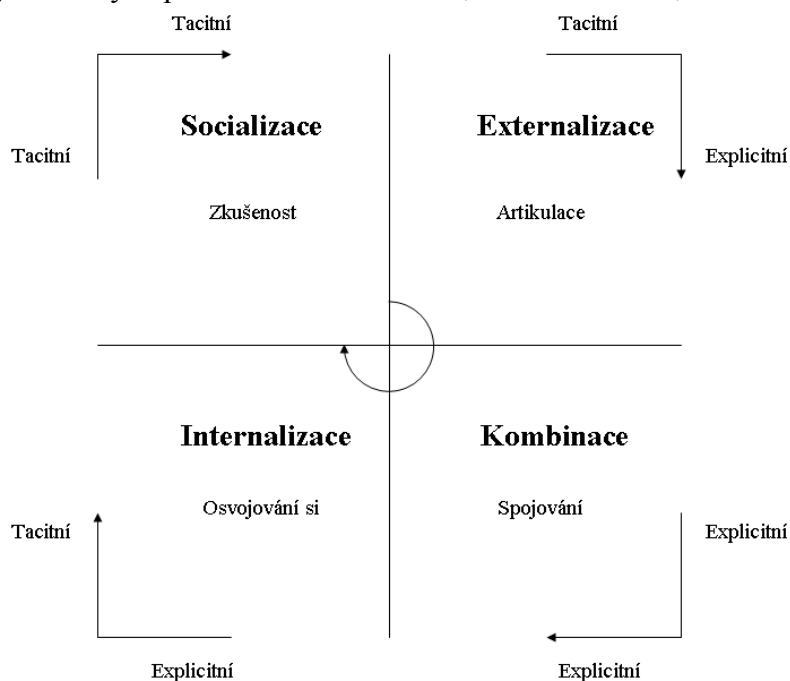 Tacitní
Tacitní
Socializace
Externalizace
Tacitní
Explicitní
Zkušenost
Artikulace
Internalizace
Kombinace
Osvojování si
Spojování
Tacitní
Explicitní
Explicitní
Explicitní